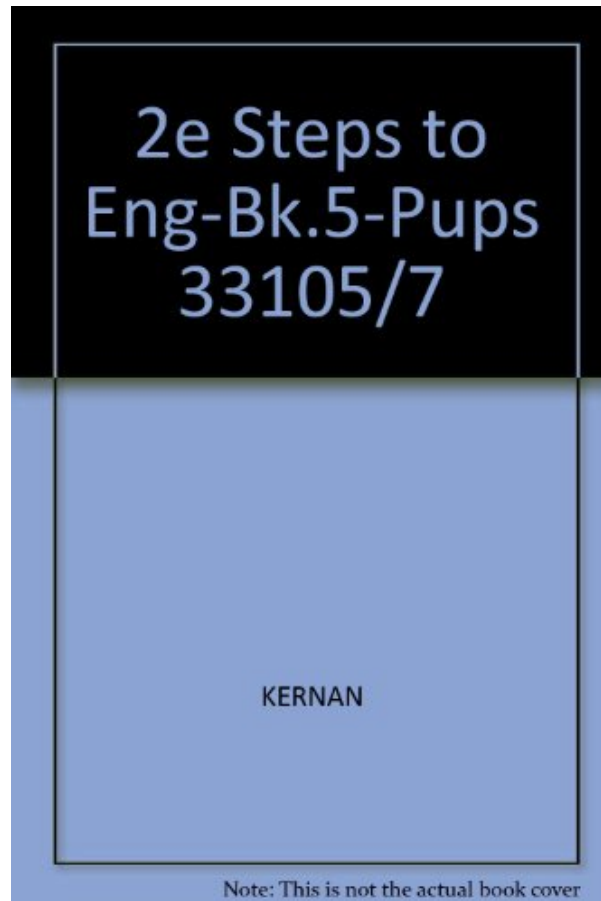 2e Steps to
Eng-Bk.5-Pups
33105/7
KERNAN
Note: This is not the actual book cover